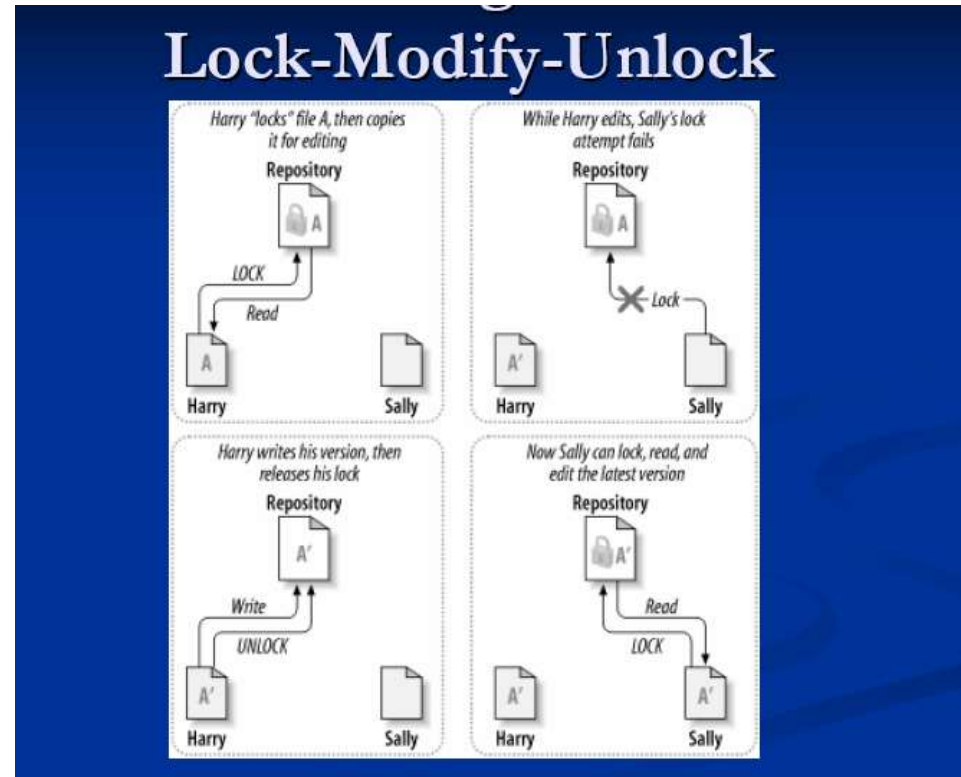 Lock-Modify-Unlock
Harry "locks" file A, then copies
it for editing
Repository
A
LOCK
Read
A
Harry
Sally
While Harry edits, Sally's lock
attempt fails
Repository
A
Lock
A′
Harry
Sally
Harry writes his version, then
releases his lock
Repository
A′
Write
UNLOCK
A′
Harry
Sally
Now Sally can lock, read, and
edit the latest version
Repository
A′
Read
LOCK
A′
A′
Harry
Sally